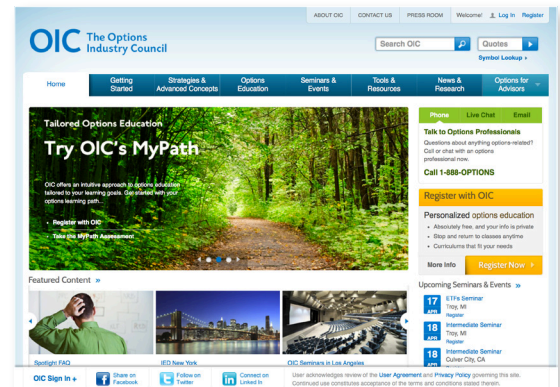 ABOUT OIC
CONTACT US
PRESS ROOM
Welcome!
Log In
Register
OIC The Options
Industry Council
Search OIC
Quotes
Symbol Lookup
Home
Getting
Started
Strategies &
Advanced Concepts
Options
Education
Seminars &
Events
Tools &
Resources
News &
Research
Options for
Advisors
Tailored Options Education
Try OIC's MyPath
OIC offers an intuitive approach to options education
tailored to your learning goals. Get started with your
options learning path...
• Register with OIC
• Take the MyPath Assessment
Phone
Live Chat
Email
Talk to Options Professionals
Questions about anything options-related?
Call or chat with an options
professional now.
Call 1-888-OPTIONS
Register with OIC
Personalized options education
• Absolutely free, and your info is private
• Stop and return to classes anytime
• Curriculums that fit your needs
More Info
Register Now
Featured Content »
Spotlight FAQ
IED New York
OIC Seminars in Los Angeles
Upcoming Seminars & Events »
17
APR
ETFs Seminar
Troy, MI
Register
18
APR
Intermediate Seminar
Troy, MI
Register
18
Intermediate Seminar
Culver City, CA
OIC Sign In +
Share on
Facebook
Follow on
Twitter
Connect on
Linked In
User acknowledges review of the User Agreement and Privacy Policy governing this site.
Continued use constitutes acceptance of the terms and conditions stated therein.